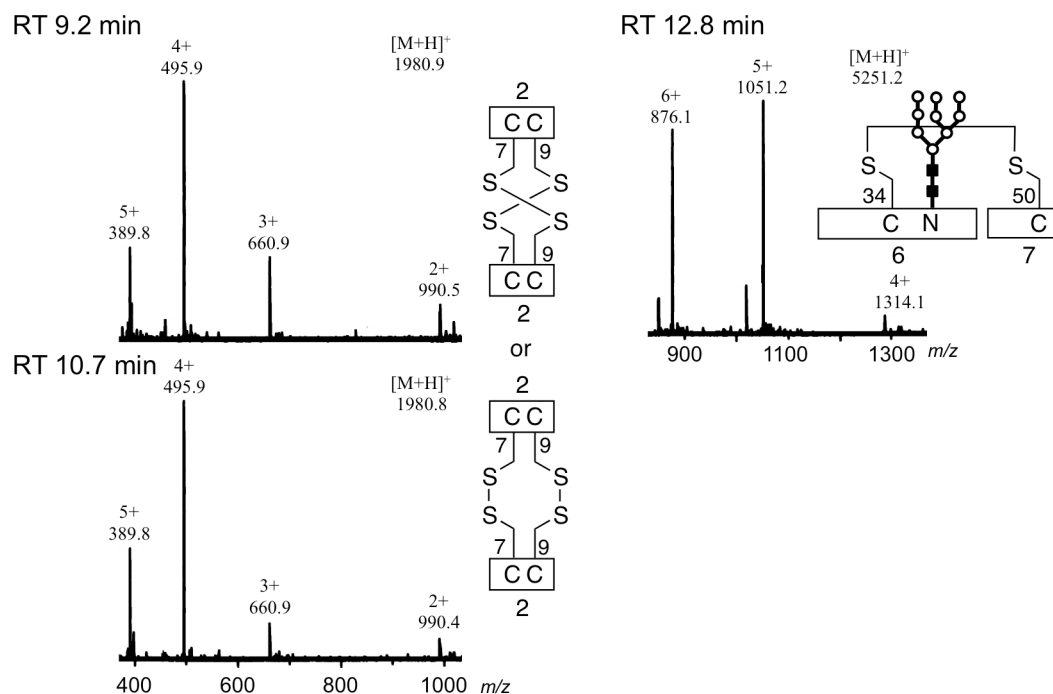 RT 9.2 min
4+
495.9
[M+H]+
1980.9
5+
389.8
3+
660.9
2+
990.5
2
C C
7 9
S S
S S
7 9
C C
2
or
RT 10.7 min
4+
495.9
[M+H]+
1980.8
5+
389.8
3+
660.9
2+
990.4
400 600 800 1000 m/z
2
C C
7 9
S S
S S
7 9
C C
2
RT 12.8 min
[M+H]+
5251.2
5+
1051.2
6+
876.1
S S
34 50
C N C
6 7
4+
1314.1
900 1100 1300 m/z